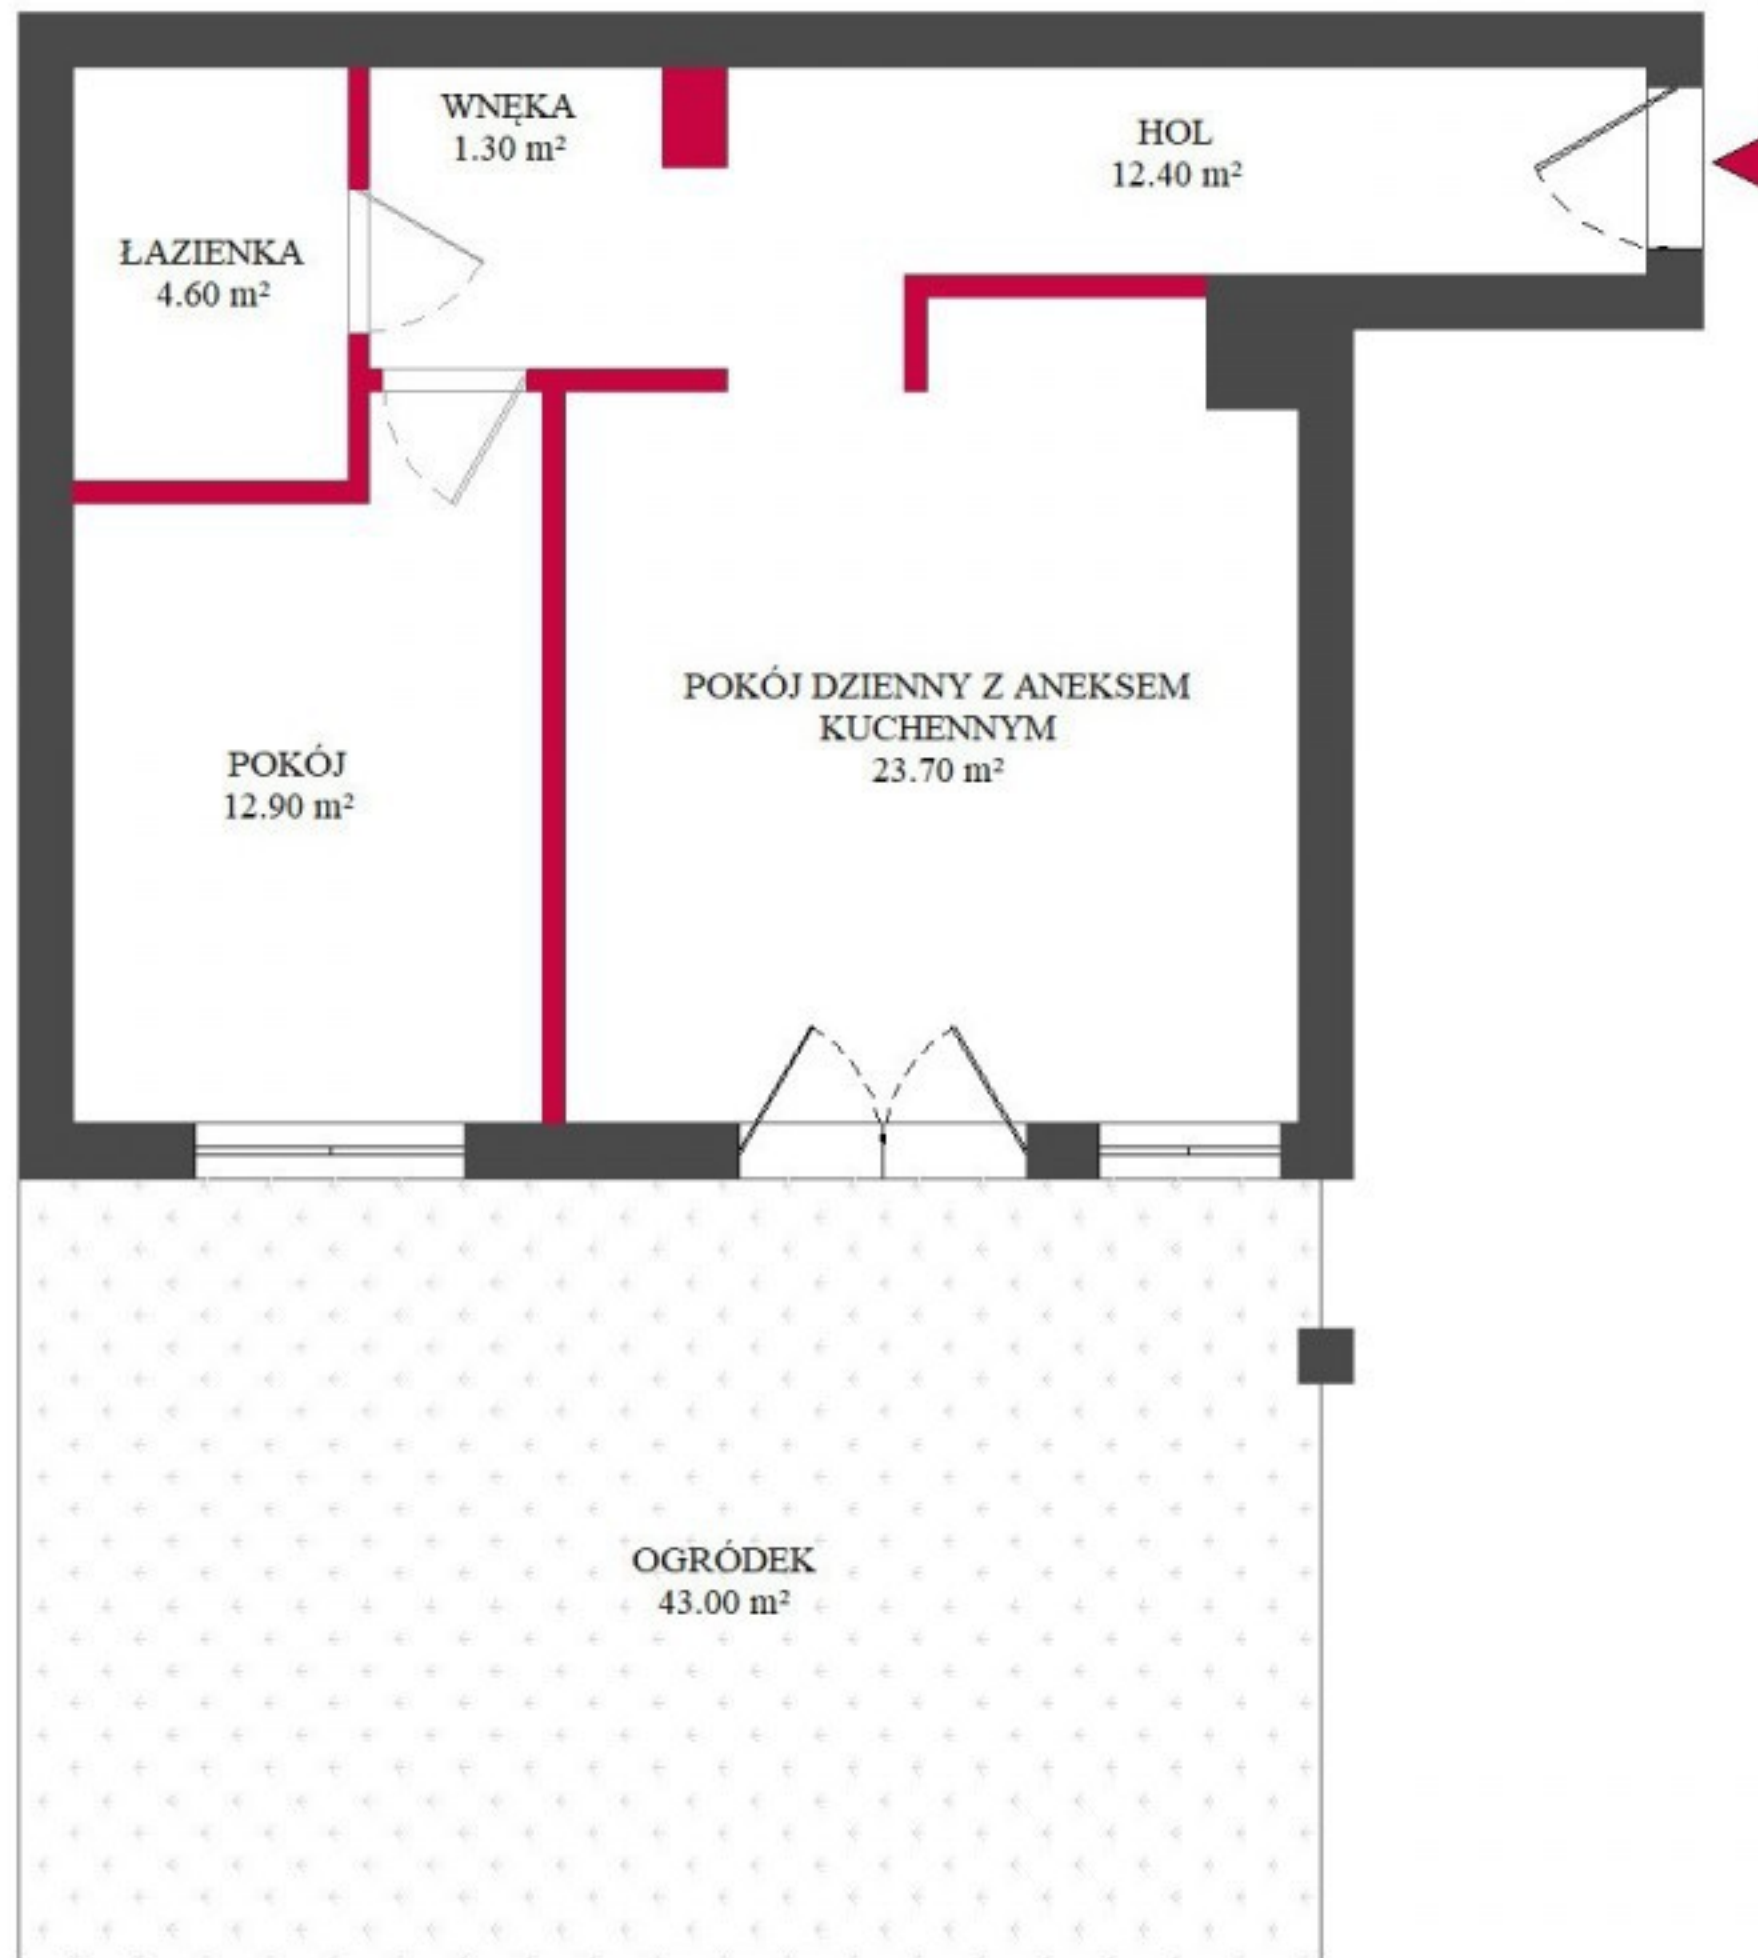 WNĘKA
1.30 m²
HOL
12.40 m²
ŁAZIENKA
4.60 m²
POKÓJ DZIENNY Z ANEKSEM
KUCHENNYM
23.70 m²
POKÓJ
12.90 m²
OGRÓDEK
43.00 m²